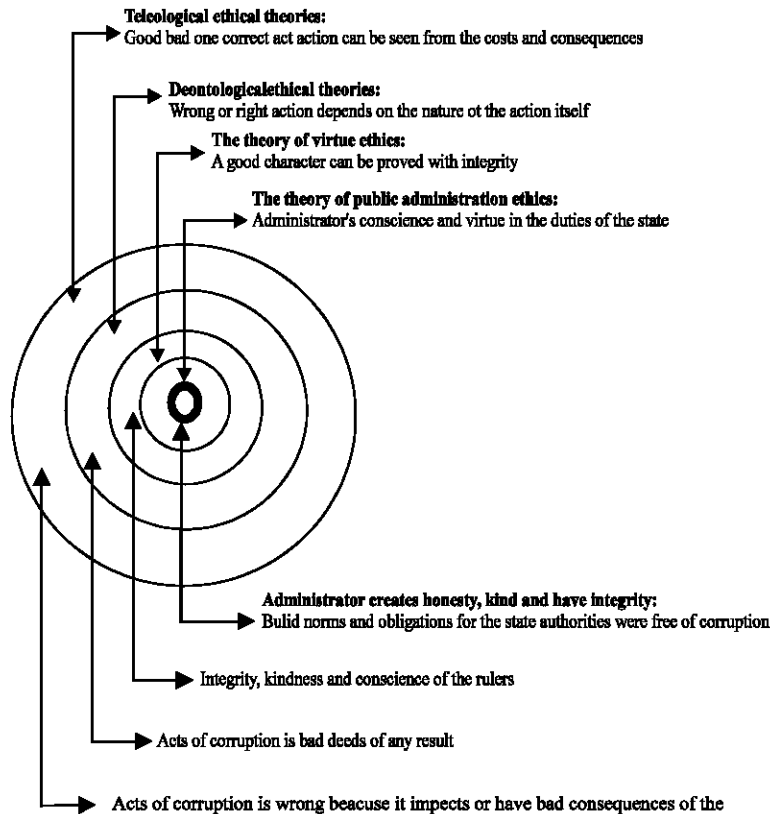 Teleological ethical theories:
Good bad one correct act action can be seen from the costs and consequences
Deontologicalethical theories:
Wrong or right action depends on the nature ot the action itself
The theory of virtue ethics:
A good character can be proved with integrity
The theory of public administration ethics:
Administrator's conscience and virtue in the duties of the state
Administrator creates honesty, kind and have integrity:
Bulid norms and obligations for the state authorities were free of corruption
Integrity, kindness and conscience of the rulers
Acts of corruption is bad deeds of any result
Acts of corruption is wrong beacuse it impacts or have bad consequences of the